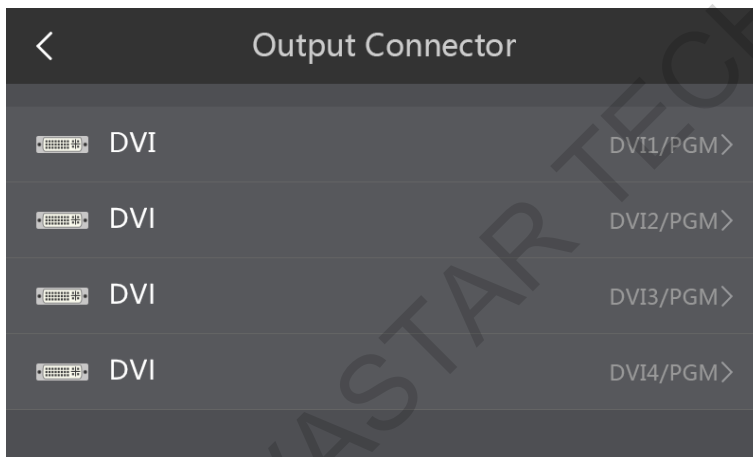 Output Connector
DVI DVI1/PGM
DVI DVI2/PGM
DVI DVI3/PGM
DVI DVI4/PGM